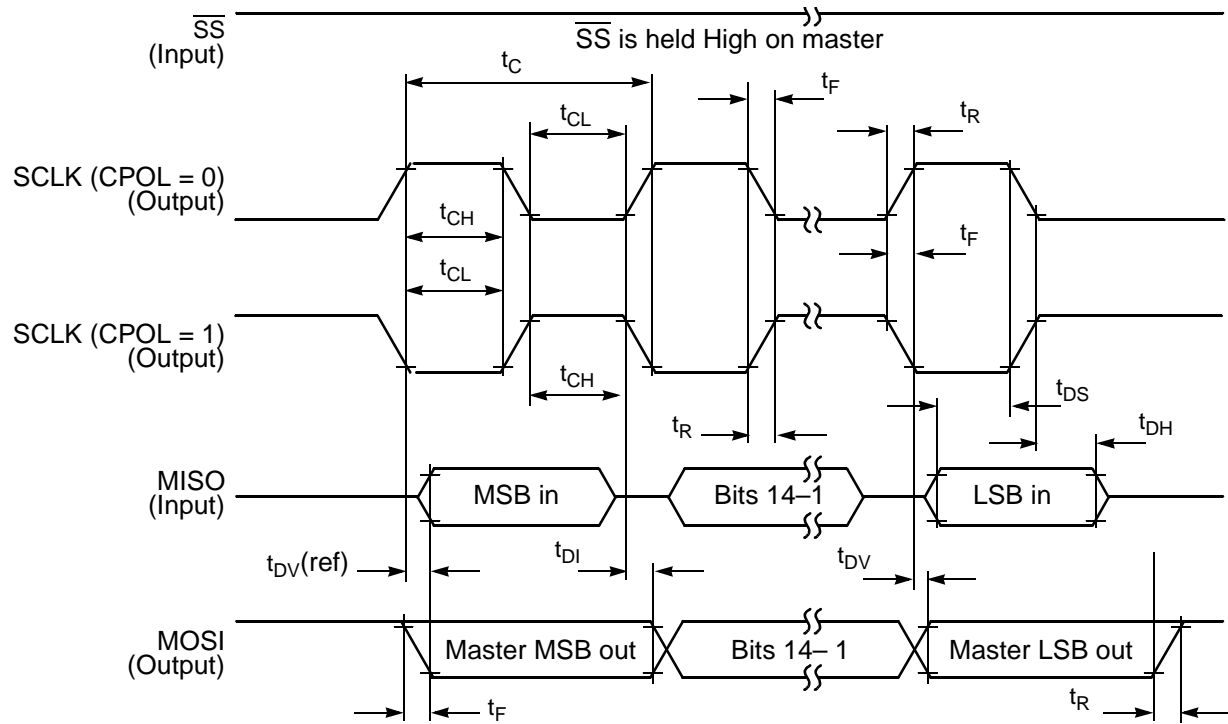 SS
(Input)
SS is held High on master
tC
tF
tR
tCL
SCLK (CPOL = 0)
(Output)
tCH
tF
tCL
SCLK (CPOL = 1)
(Output)
tCH
tDS
tR
tDH
MISO
(Input)
MSB in
Bits 14–1
LSB in
tDV(ref)
tDI
tDV
MOSI
(Output)
Master MSB out
Bits 14– 1
Master LSB out
tF
tR